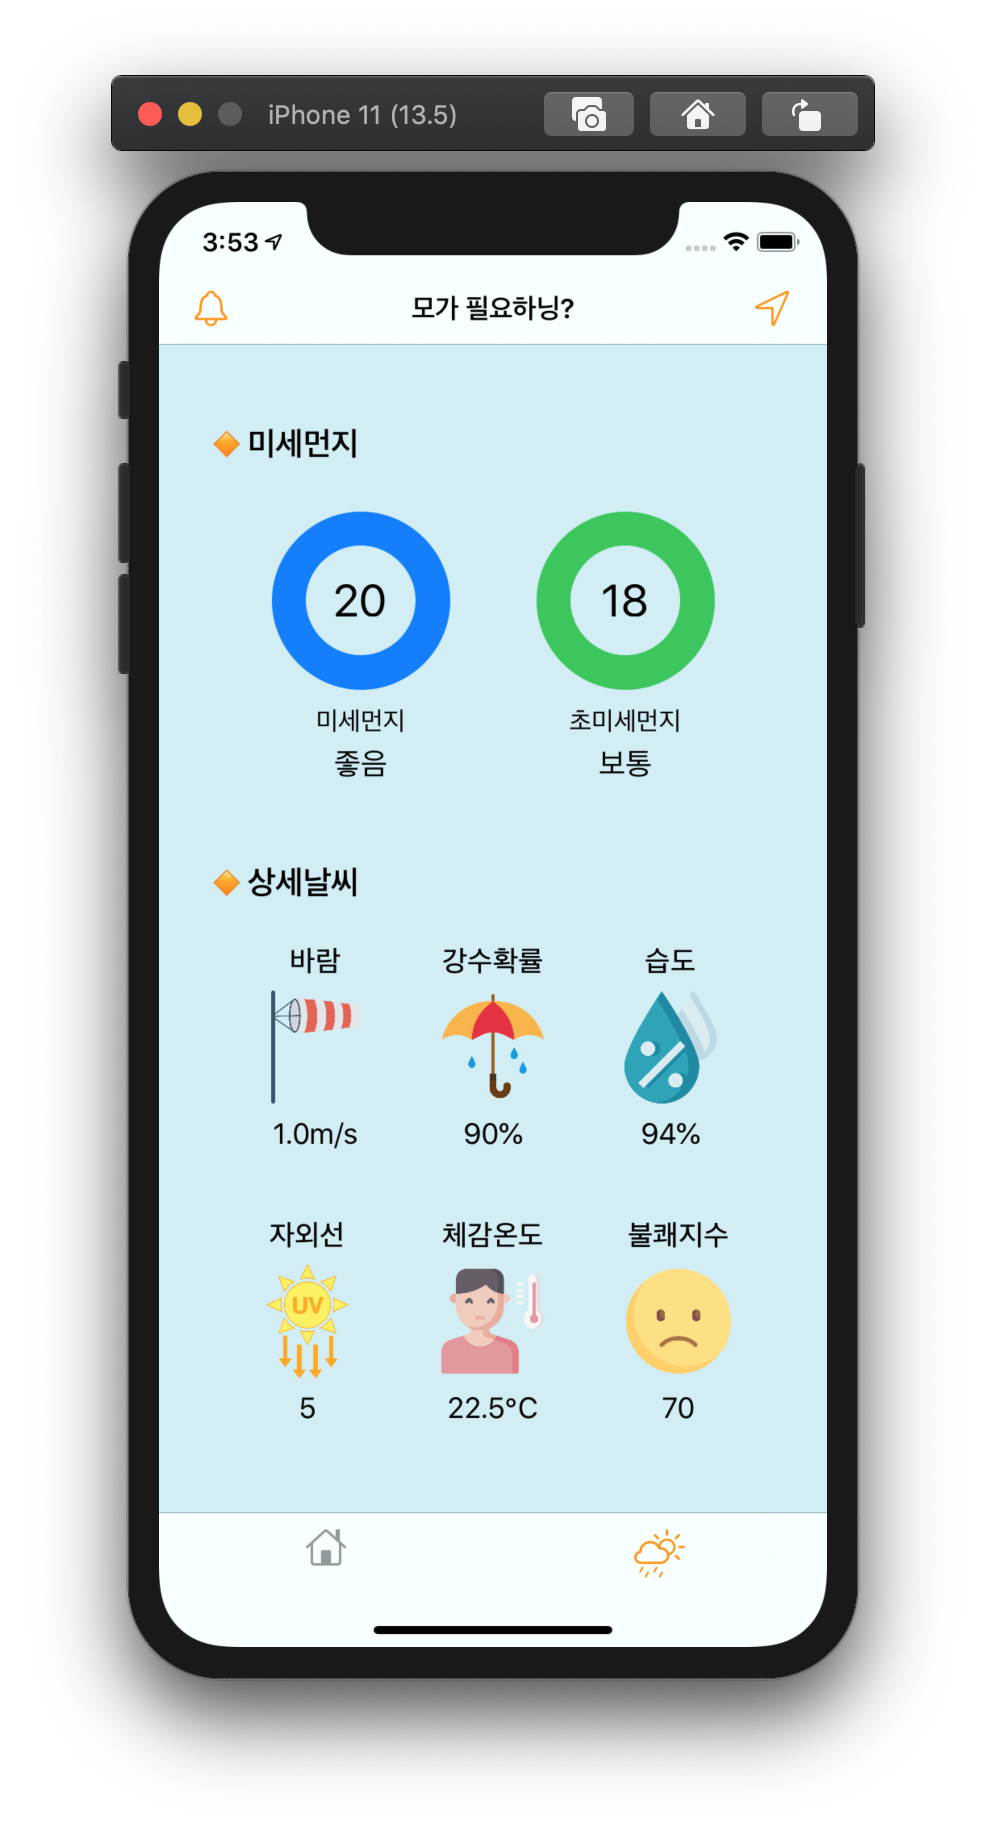 iPhone 11 (13.5)
3:53
모가 필요하닝?
미세먼지
20
18
미세먼지
초미세먼지
좋음
보통
상세날씨
바람
강수확률
습도
1.0m/s
90%
94%
자외선
체감온도
불쾌지수
UV
5
22.5°C
70